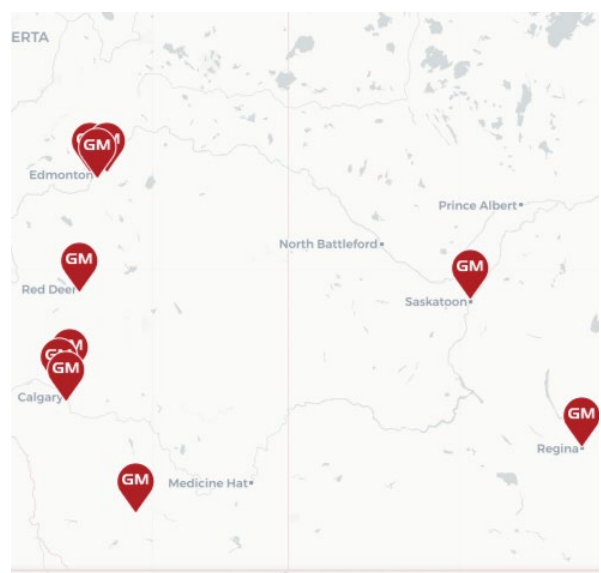 ERTA
GM
Edmonton
Prince Albert
North Battleford
GM
GM
Red Deer
Saskatoon
GM
Calgary
GM
Regina
GM
Medicine Hat